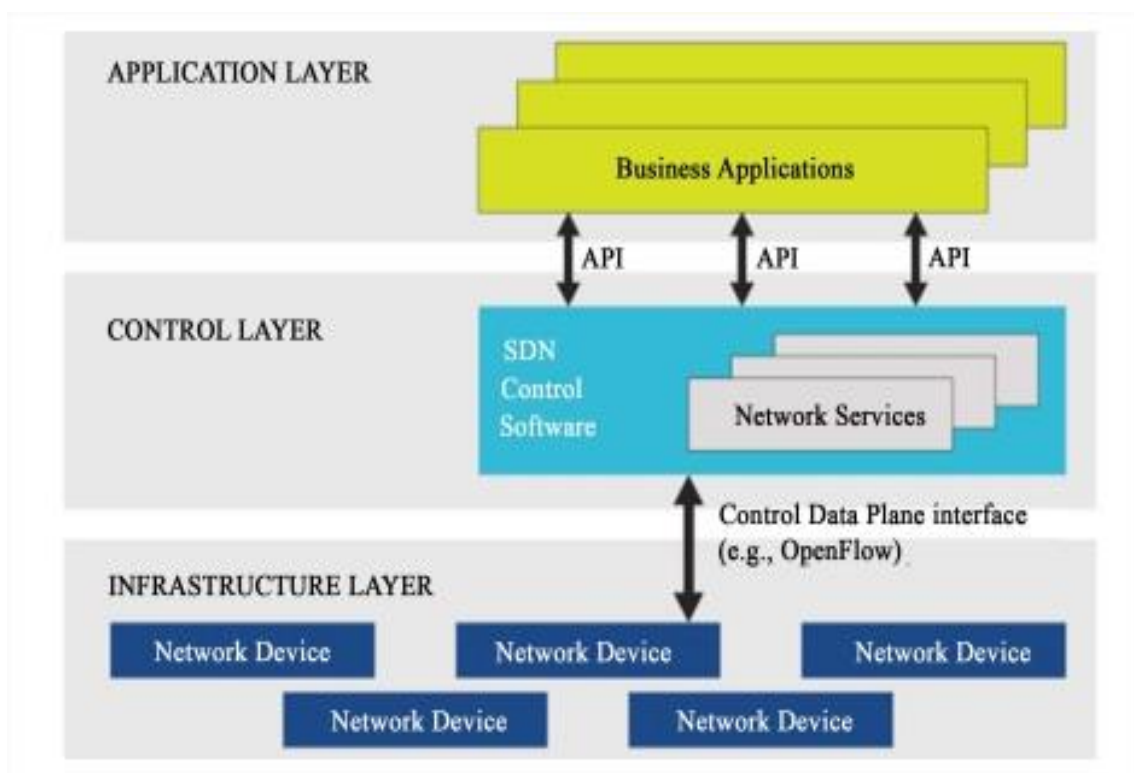 APPLICATION LAYER
Business Applications
API
API
API
CONTROL LAYER
SDN
Control
Software
Network Services
Control Data Plane interface
(e.g., OpenFlow)
INFRASTRUCTURE LAYER
Network Device
Network Device
Network Device
Network Device
Network Device